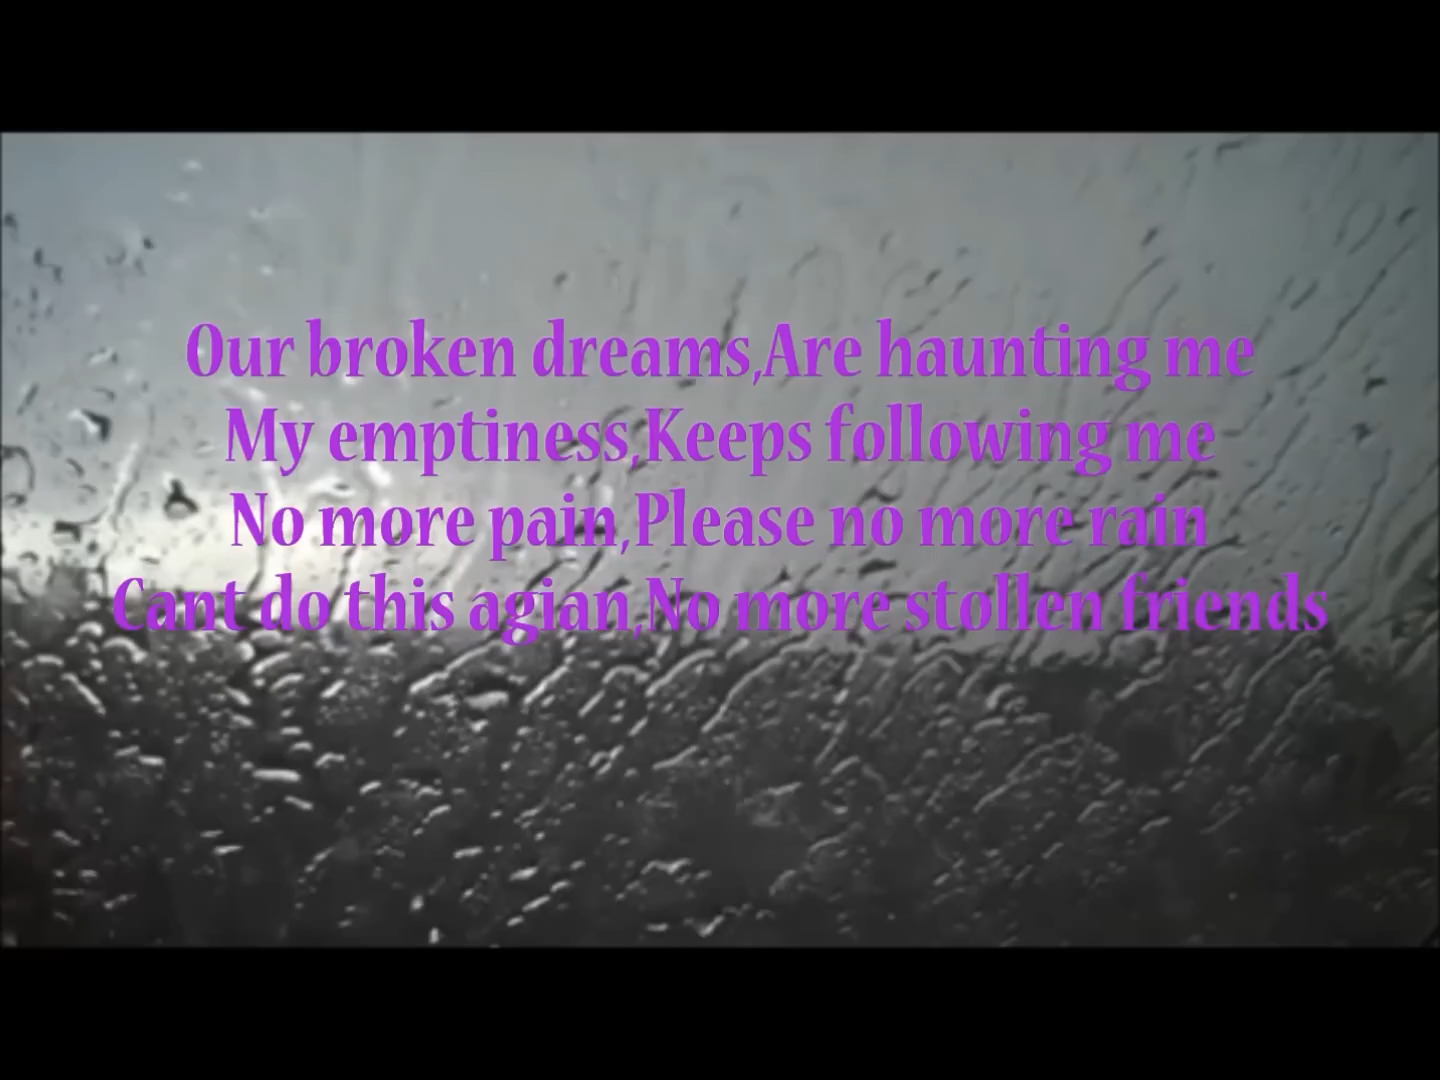 Our broken dreams,Are haunting me
My emptiness,Keeps following me
No more pain,Please no more rain
Cant do this agian,No more stollen friends